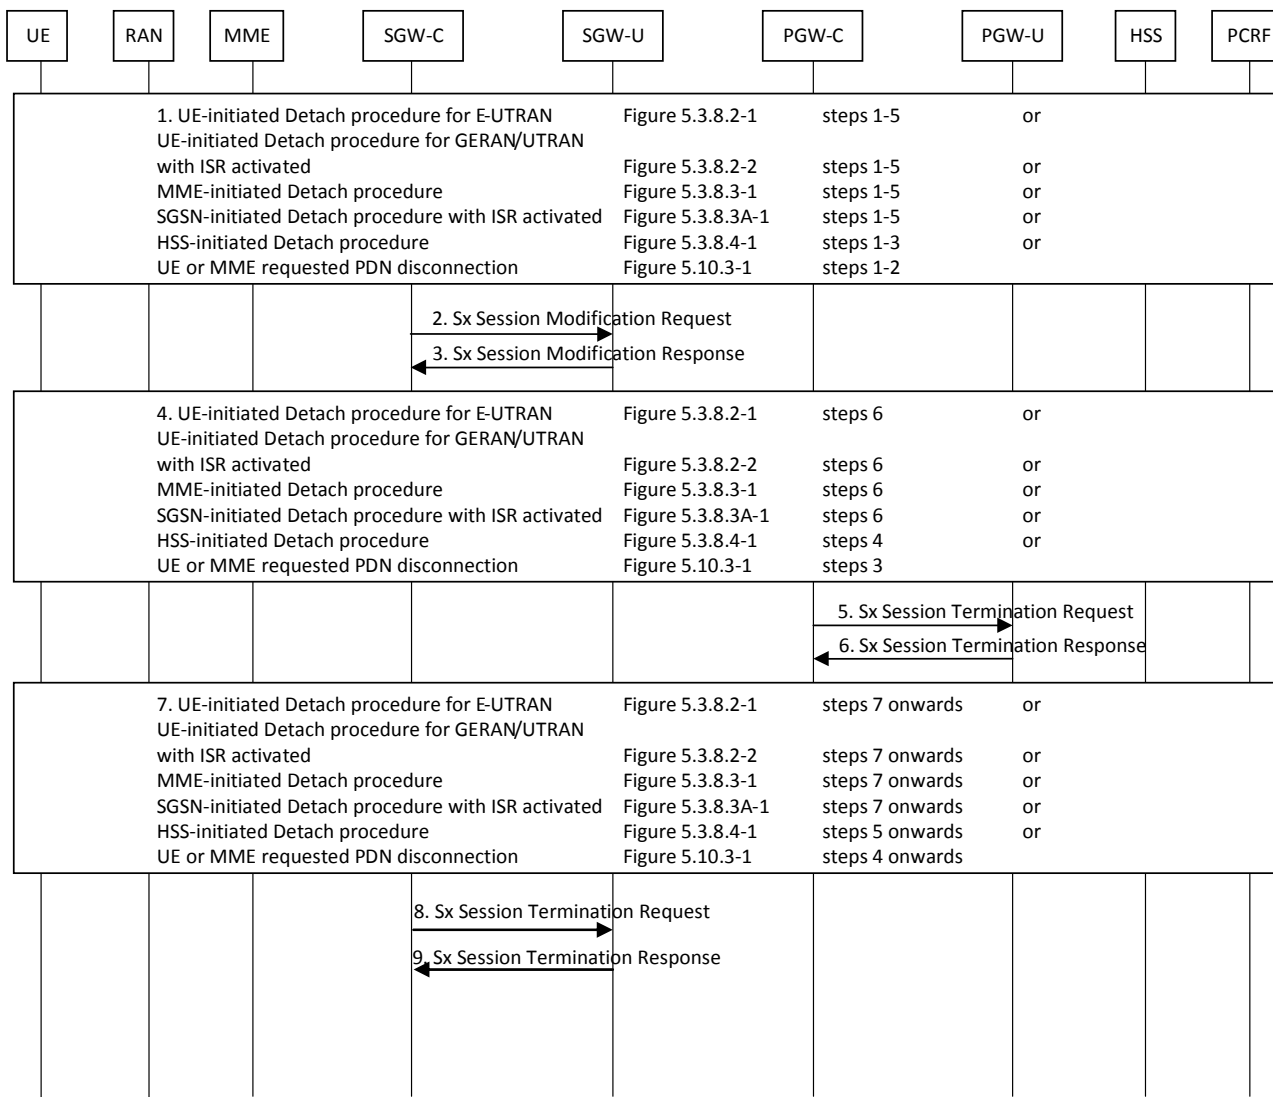 UE RAN MME SGW-C SGW-U PGW-C PGW-U HSS PCRF
1. UE-initiated Detach procedure for E-UTRAN Figure 5.3.8.2-1 steps 1-5 or
UE-initiated Detach procedure for GERAN/UTRAN
with ISR activated Figure 5.3.8.2-2 steps 1-5 or
MME-initiated Detach procedure Figure 5.3.8.3-1 steps 1-5 or
SGSN-initiated Detach procedure with ISR activated Figure 5.3.8.3A-1 steps 1-5 or
HSS-initiated Detach procedure Figure 5.3.8.4-1 steps 1-3 or
UE or MME requested PDN disconnection Figure 5.10.3-1 steps 1-2
2. Sx Session Modification Request
3. Sx Session Modification Response
4. UE-initiated Detach procedure for E-UTRAN Figure 5.3.8.2-1 steps 6 or
UE-initiated Detach procedure for GERAN/UTRAN
with ISR activated Figure 5.3.8.2-2 steps 6 or
MME-initiated Detach procedure Figure 5.3.8.3-1 steps 6 or
SGSN-initiated Detach procedure with ISR activated Figure 5.3.8.3A-1 steps 6 or
HSS-initiated Detach procedure Figure 5.3.8.4-1 steps 4 or
UE or MME requested PDN disconnection Figure 5.10.3-1 steps 3
5. Sx Session Termination Request
6. Sx Session Termination Response
7. UE-initiated Detach procedure for E-UTRAN Figure 5.3.8.2-1 steps 7 onwards or
UE-initiated Detach procedure for GERAN/UTRAN
with ISR activated Figure 5.3.8.2-2 steps 7 onwards or
MME-initiated Detach procedure Figure 5.3.8.3-1 steps 7 onwards or
SGSN-initiated Detach procedure with ISR activated Figure 5.3.8.3A-1 steps 7 onwards or
HSS-initiated Detach procedure Figure 5.3.8.4-1 steps 5 onwards or
UE or MME requested PDN disconnection Figure 5.10.3-1 steps 4 onwards
8. Sx Session Termination Request
9. Sx Session Termination Response